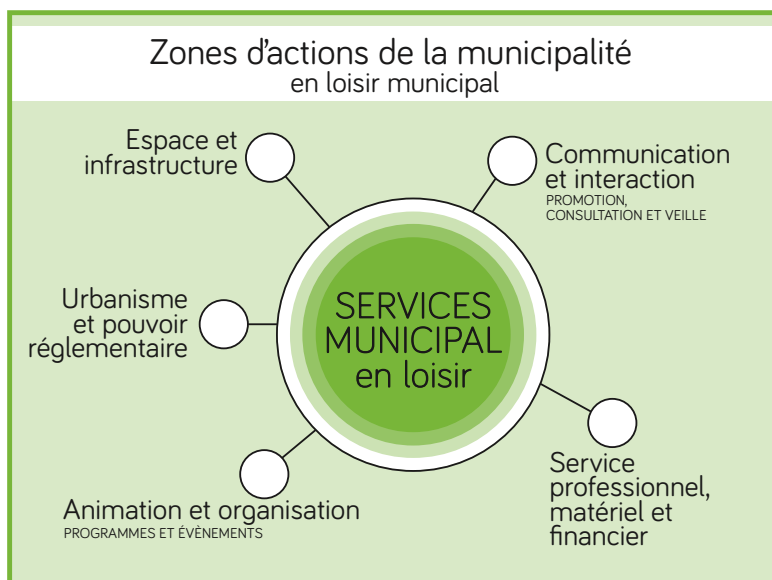 Zones d'actions de la municipalité
en loisir municipal
Espace et
infrastructure
Communication
et interaction
PROMOTION,
CONSULTATION ET VEILLE
Urbanisme
et pouvoir
réglementaire
SERVICES
MUNICIPAL
en loisir
Animation et organisation
PROGRAMMES ET ÉVÈNEMENTS
Service
professionnel,
matériel et
financier